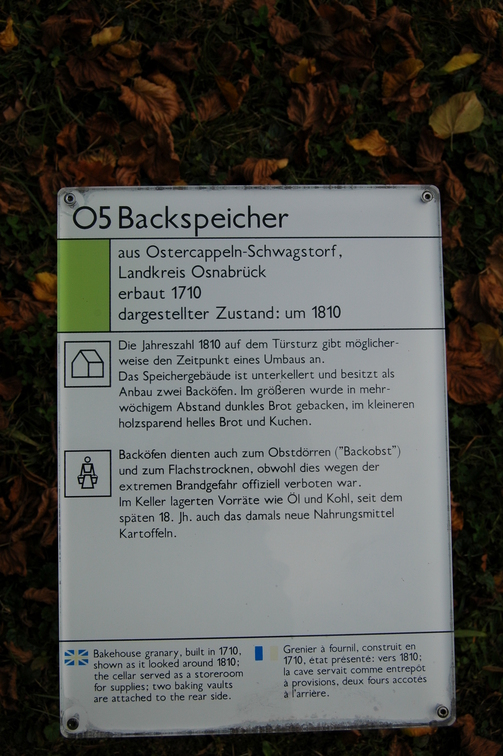 O5 Backspeicher
aus Ostercappeln-Schwagstorf,
Landkreis Osnabrück
erbaut 1710
dargestellter Zustand: um 1810
Die Jahreszahl 1810 auf dem Türsturz gibt möglicher-
weise den Zeitpunkt eines Umbaus an.
Das Speichergebäude ist unterkellert und besitzt als
Anbau zwei Backöfen. Im größeren wurde in mehr-
wöchigem Abstand dunkles Brot gebacken, im kleineren
holzsparend helles Brot und Kuchen.
Backöfen dienten auch zum Obstdörren ("Backobst")
und zum Flachstrocknen, obwohl dies wegen der
extremen Brandgefahr offiziell verboten war.
Im Keller lagerten Vorräte wie Öl und Kohl, seit dem
späten 18. Jh. auch das damals neue Nahrungsmittel
Kartoffeln.
Bakehouse granary, built in 1710,
shown as it looked around 1810;
the cellar served as a storeroom
for supplies; two baking vaults
are attached to the rear side.
Grenier à fournil, construit en
1710, état présenté: vers 1810;
la cave servait comme entrepôt
à provisions, deux fours accotés
à l'arrière.